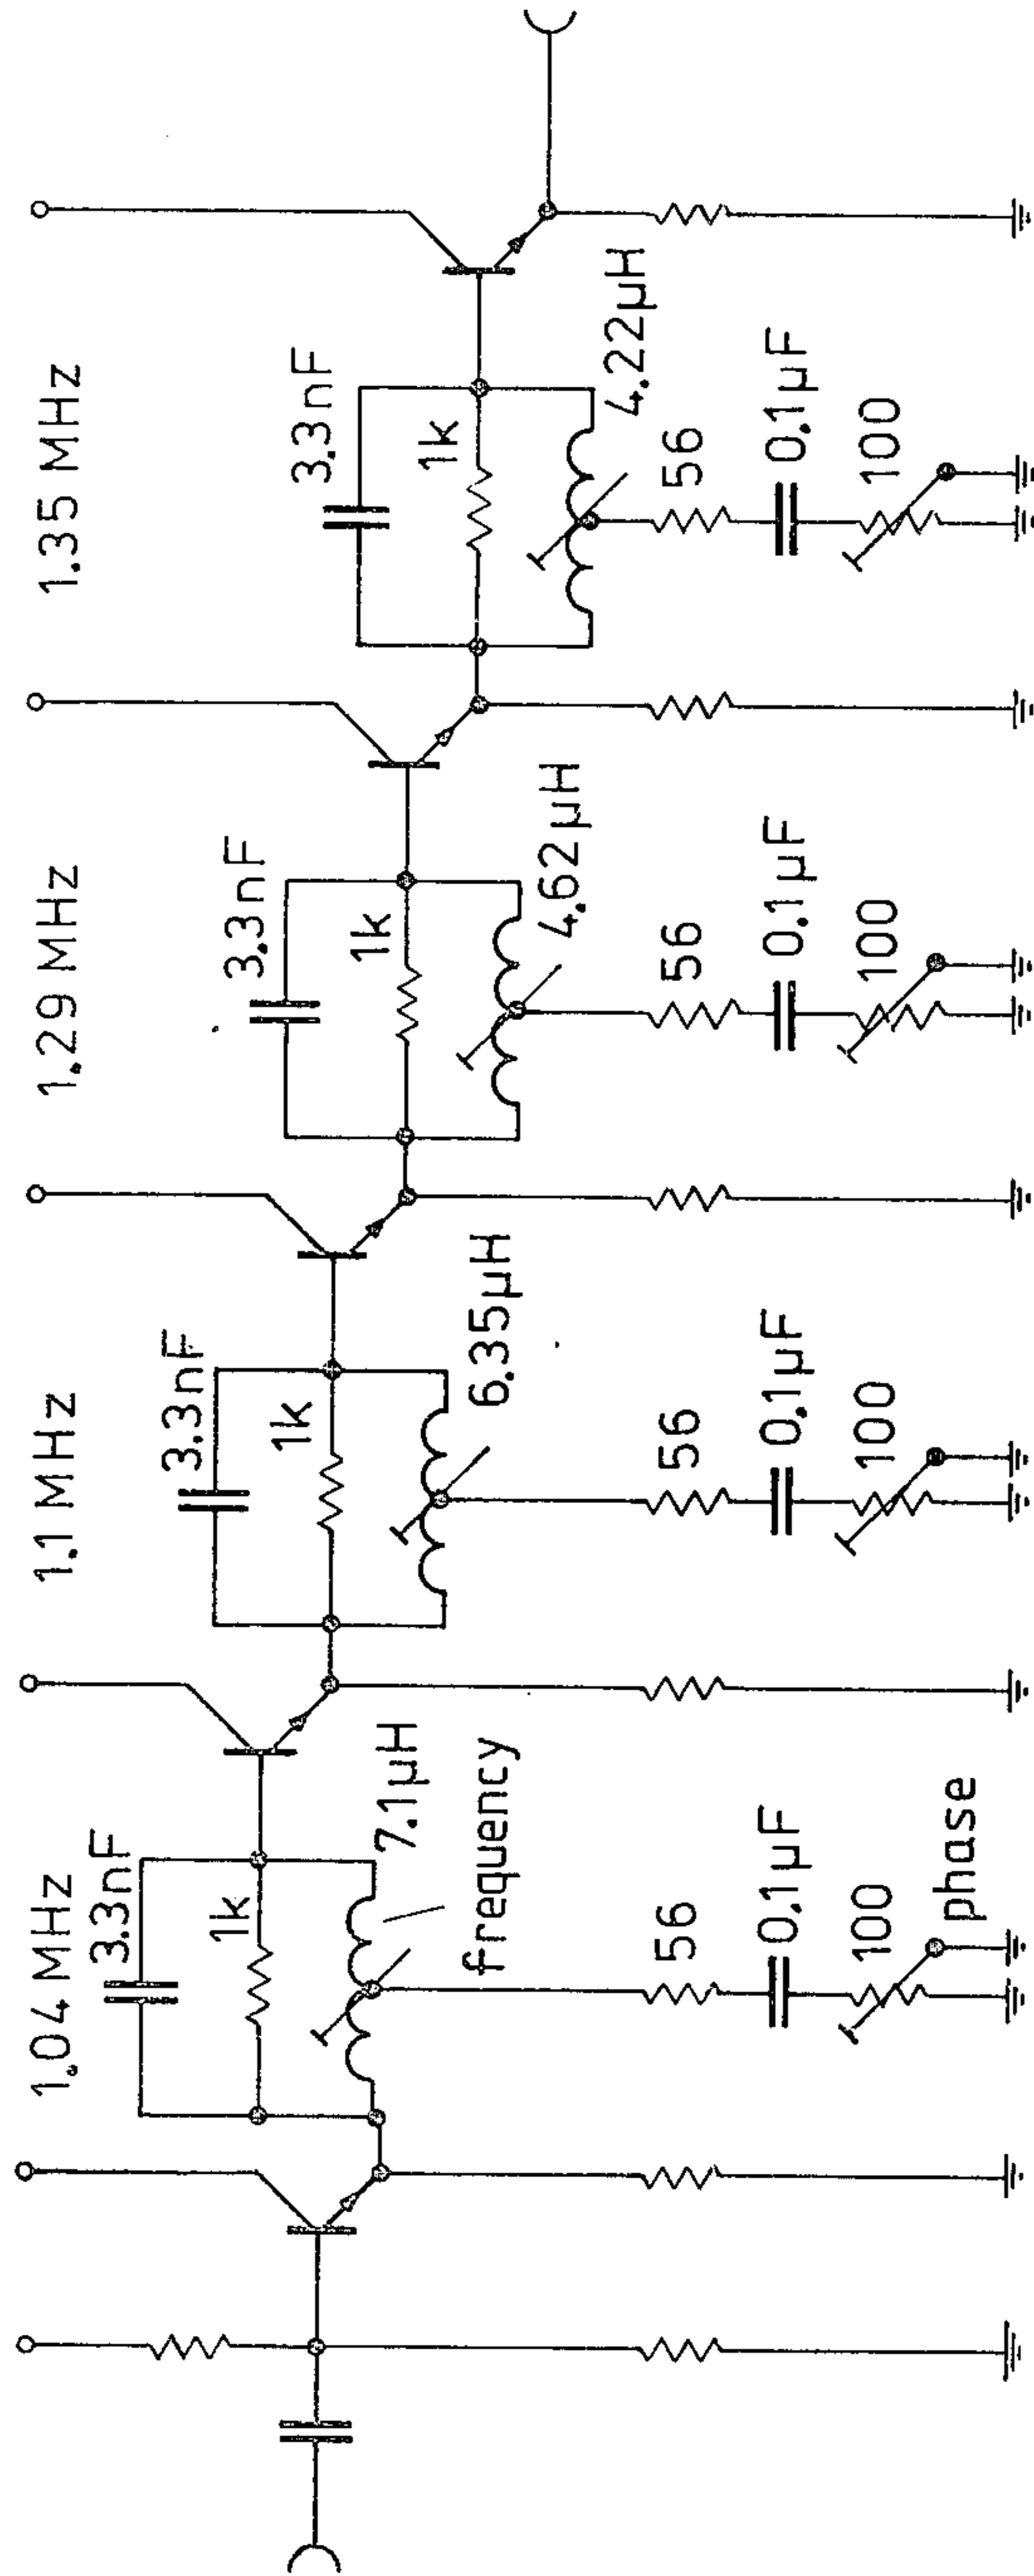 1.04 MHz
3.3nF
1k
7.1μH
frequency
56
0.1μF
100
phase
1.1 MHz
3.3nF
1k
6.35μH
56
0.1μF
100
1.29 MHz
3.3nF
1k
4.62μH
56
0.1μF
100
1.35 MHz
3.3nF
1k
4.22μH
56
0.1μF
100